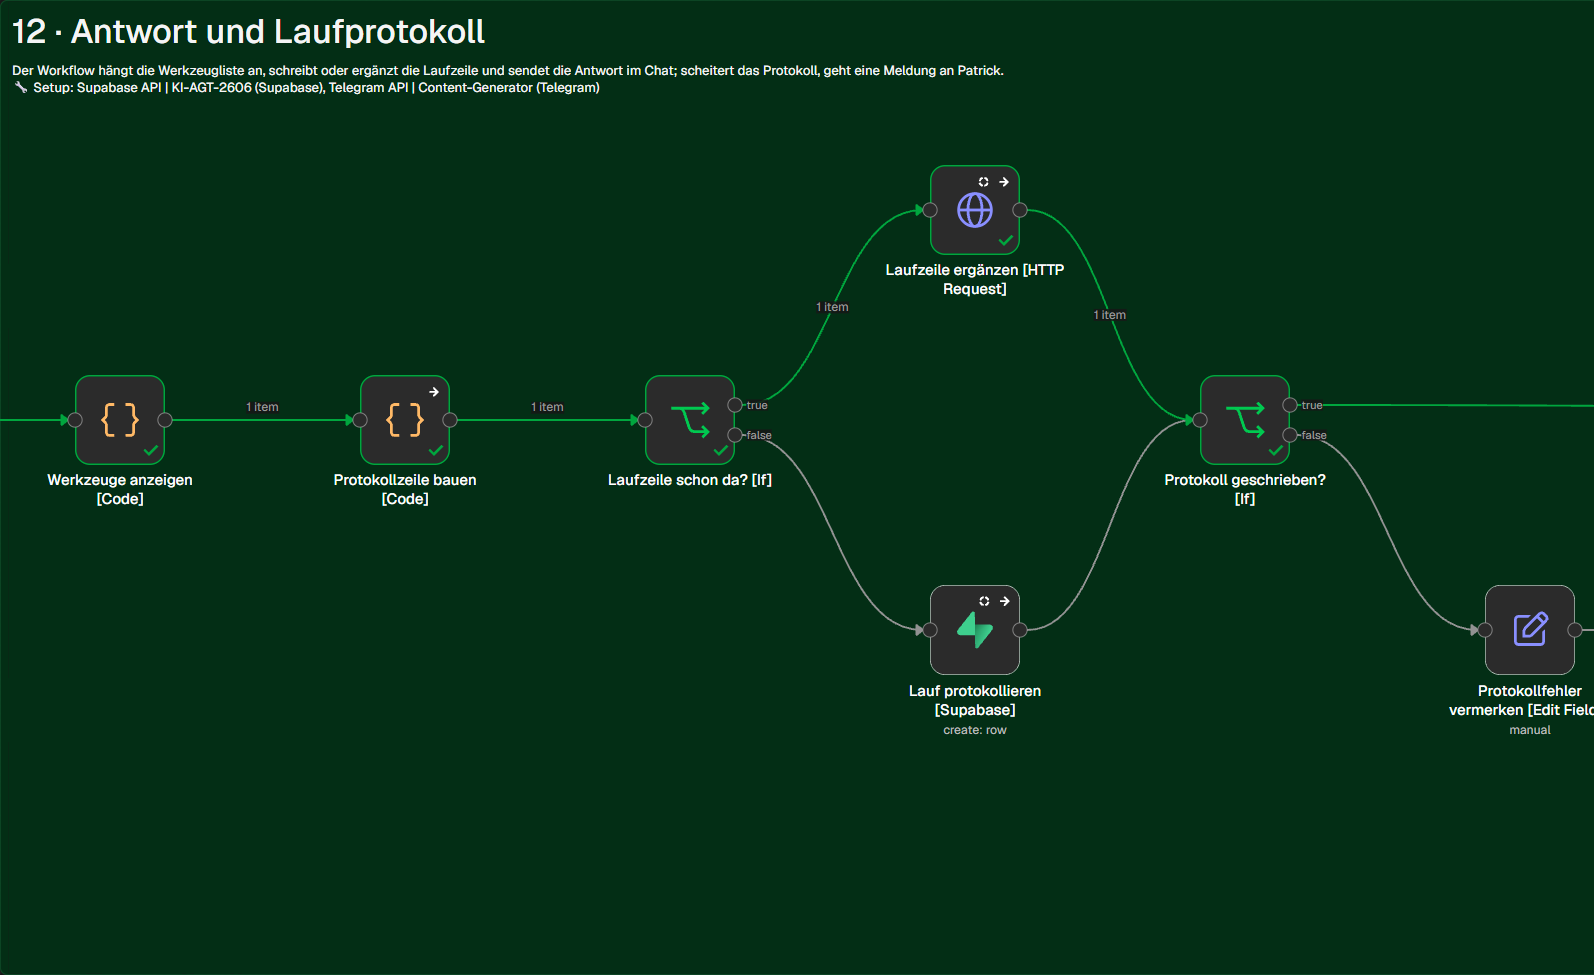 12 · Antwort und Laufprotokoll
Der Workflow hängt die Werkzeugliste an, schreibt oder ergänzt die Laufzeile und sendet die Antwort im Chat; scheitert das Protokoll, geht eine Meldung an Patrick.
🔧 Setup: Supabase API | KI-AGT-2606 (Supabase), Telegram API | Content-Generator (Telegram)
Laufzeile ergänzen [HTTP
Request]
1 item
1 item
1 item
1 item
true
false
true
false
Werkzeuge anzeigen
[Code]
Protokollzeile bauen
[Code]
Laufzeile schon da? [If]
Protokoll geschrieben?
[If]
Lauf protokollieren
[Supabase]
create: row
Protokollfehler
vermerken [Edit Fielc
manual